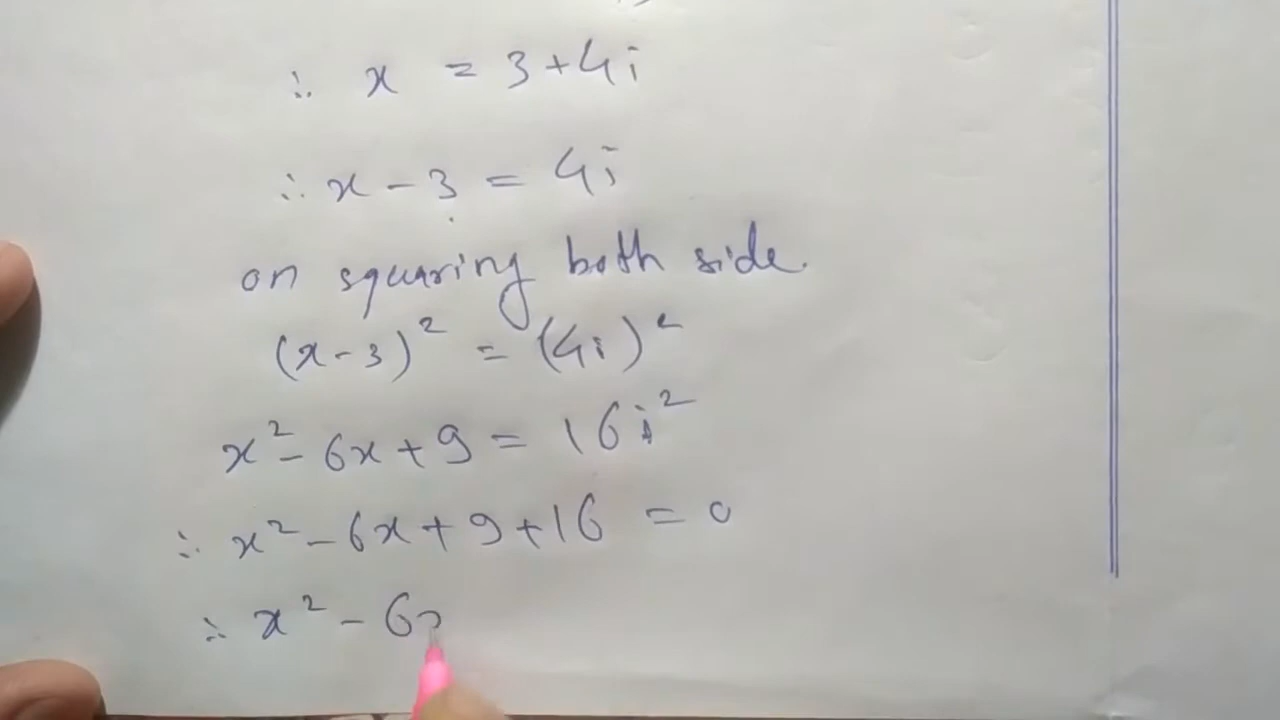 ∴ x = 3+4i
∴ x - 3 = 4i
on squaring both side.
(x-3)² = (4i)²
x² - 6x + 9 = 16i²
∴ x² - 6x + 9 + 16 = 0
∴ x² - 6x